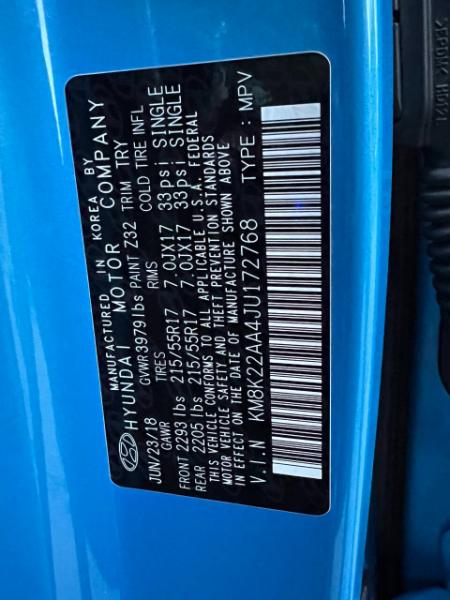 MANUFACTURED IN KOREA BY
HYUNDAI MOTOR COMPANY
JUN/23/18 GVWR3979lbs PAINT Z32 TRIM TRY
GAWR TIRES RIMS COLD TIRE INFL
FRONT 2293 lbs 215/55R17 7.0JX17 33psi SINGLE
REAR 2205 lbs 215/55R17 7.0JX17 33psi SINGLE
THIS VEHICLE CONFORMS TO ALL APPLICABLE U.S.A. FEDERAL
MOTOR VEHICLE SAFETY AND THEFT PREVENTION STANDARDS
IN EFFECT ON THE DATE OF MANUFACTURE SHOWN ABOVE
V.I.N KM8K22AA4JU172768 TYPE : MPV